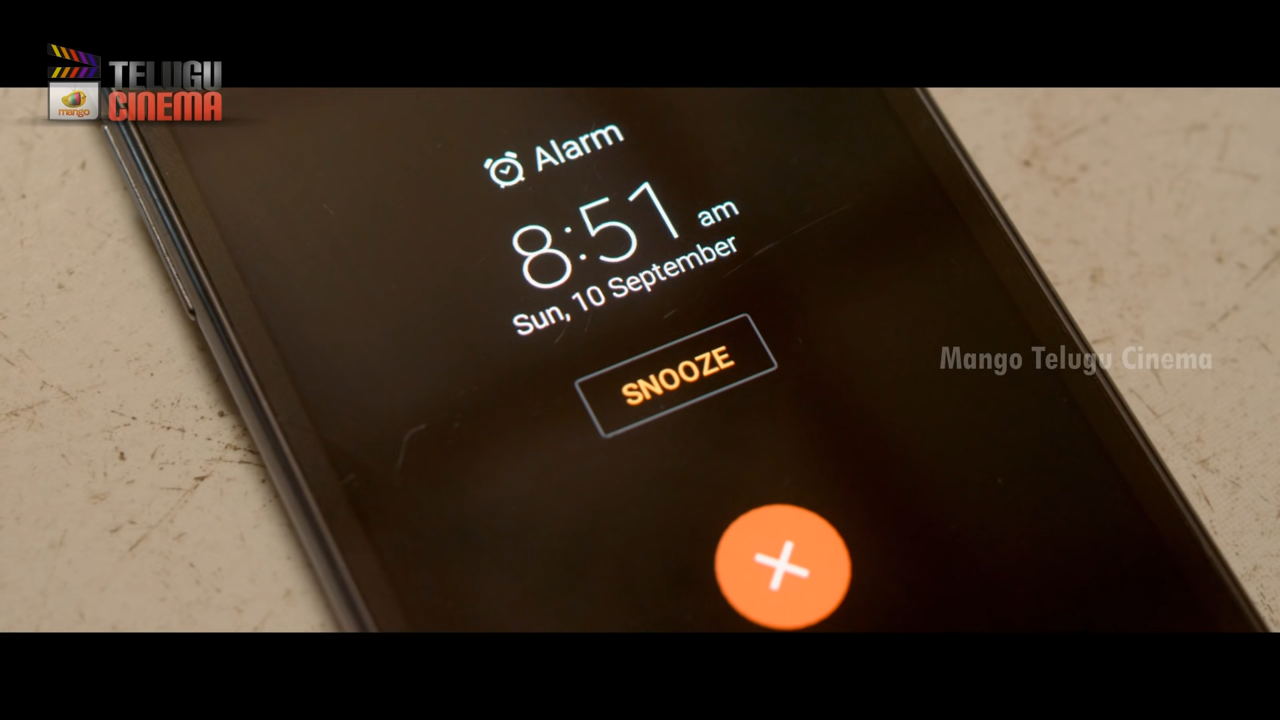 TELUGU
CINEMA
mango
Alarm
8:51 am
Sun, 10 September
SNOOZE
Mango Telugu Cinema